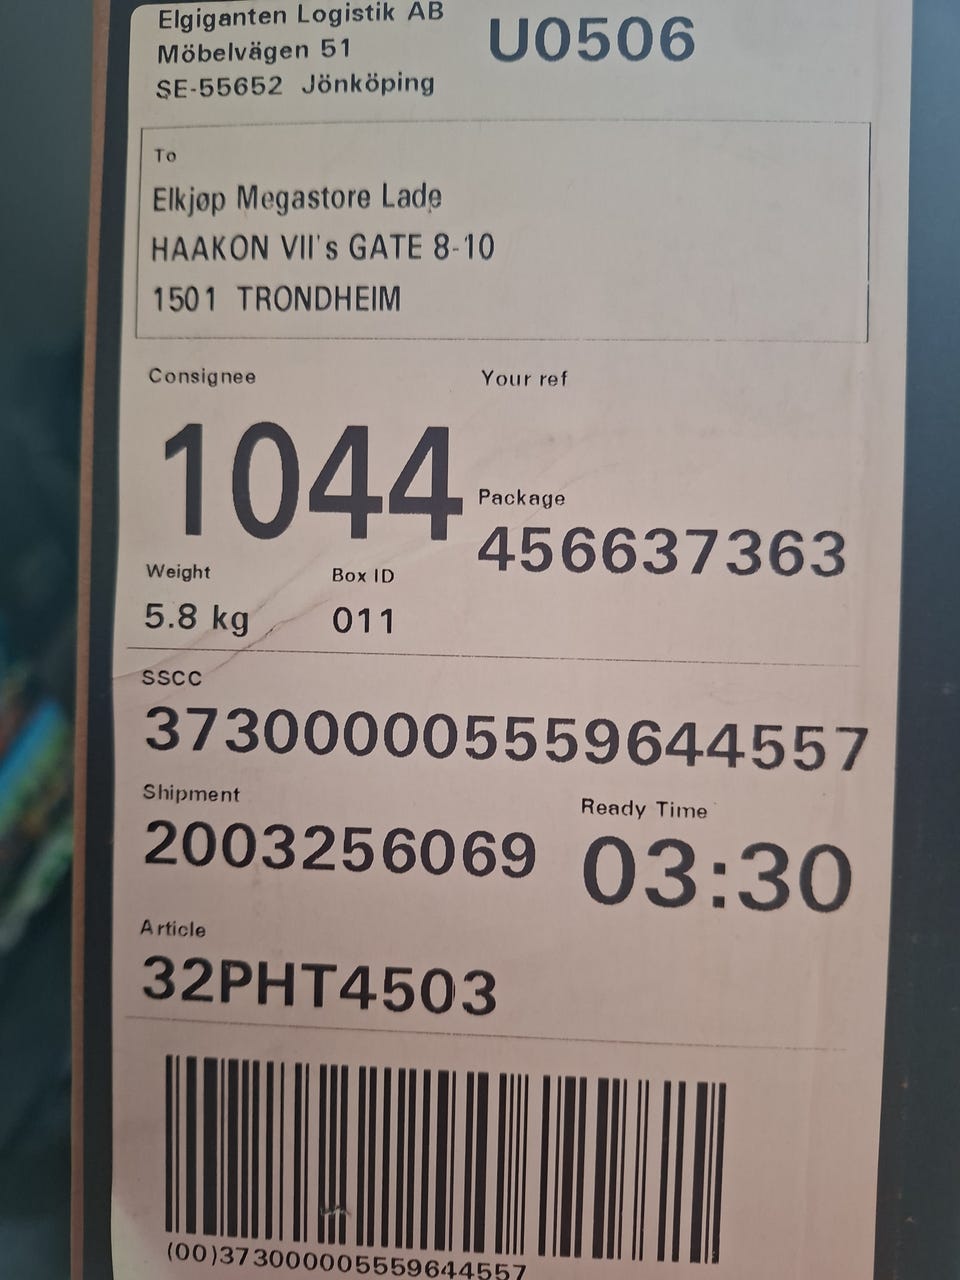 Elgiganten Logistik AB
Möbelvägen 51
SE-55652 Jönköping
U0506
To
Elkjøp Megastore Lade
HAAKON VII's GATE 8-10
1501 TRONDHEIM
Consignee
Your ref
1044
Package
456637363
Weight
Box ID
5.8 kg
011
SSCC
373000005559644557
Shipment
Ready Time
2003256069
03:30
Article
32PHT4503
(00)373000005559644557